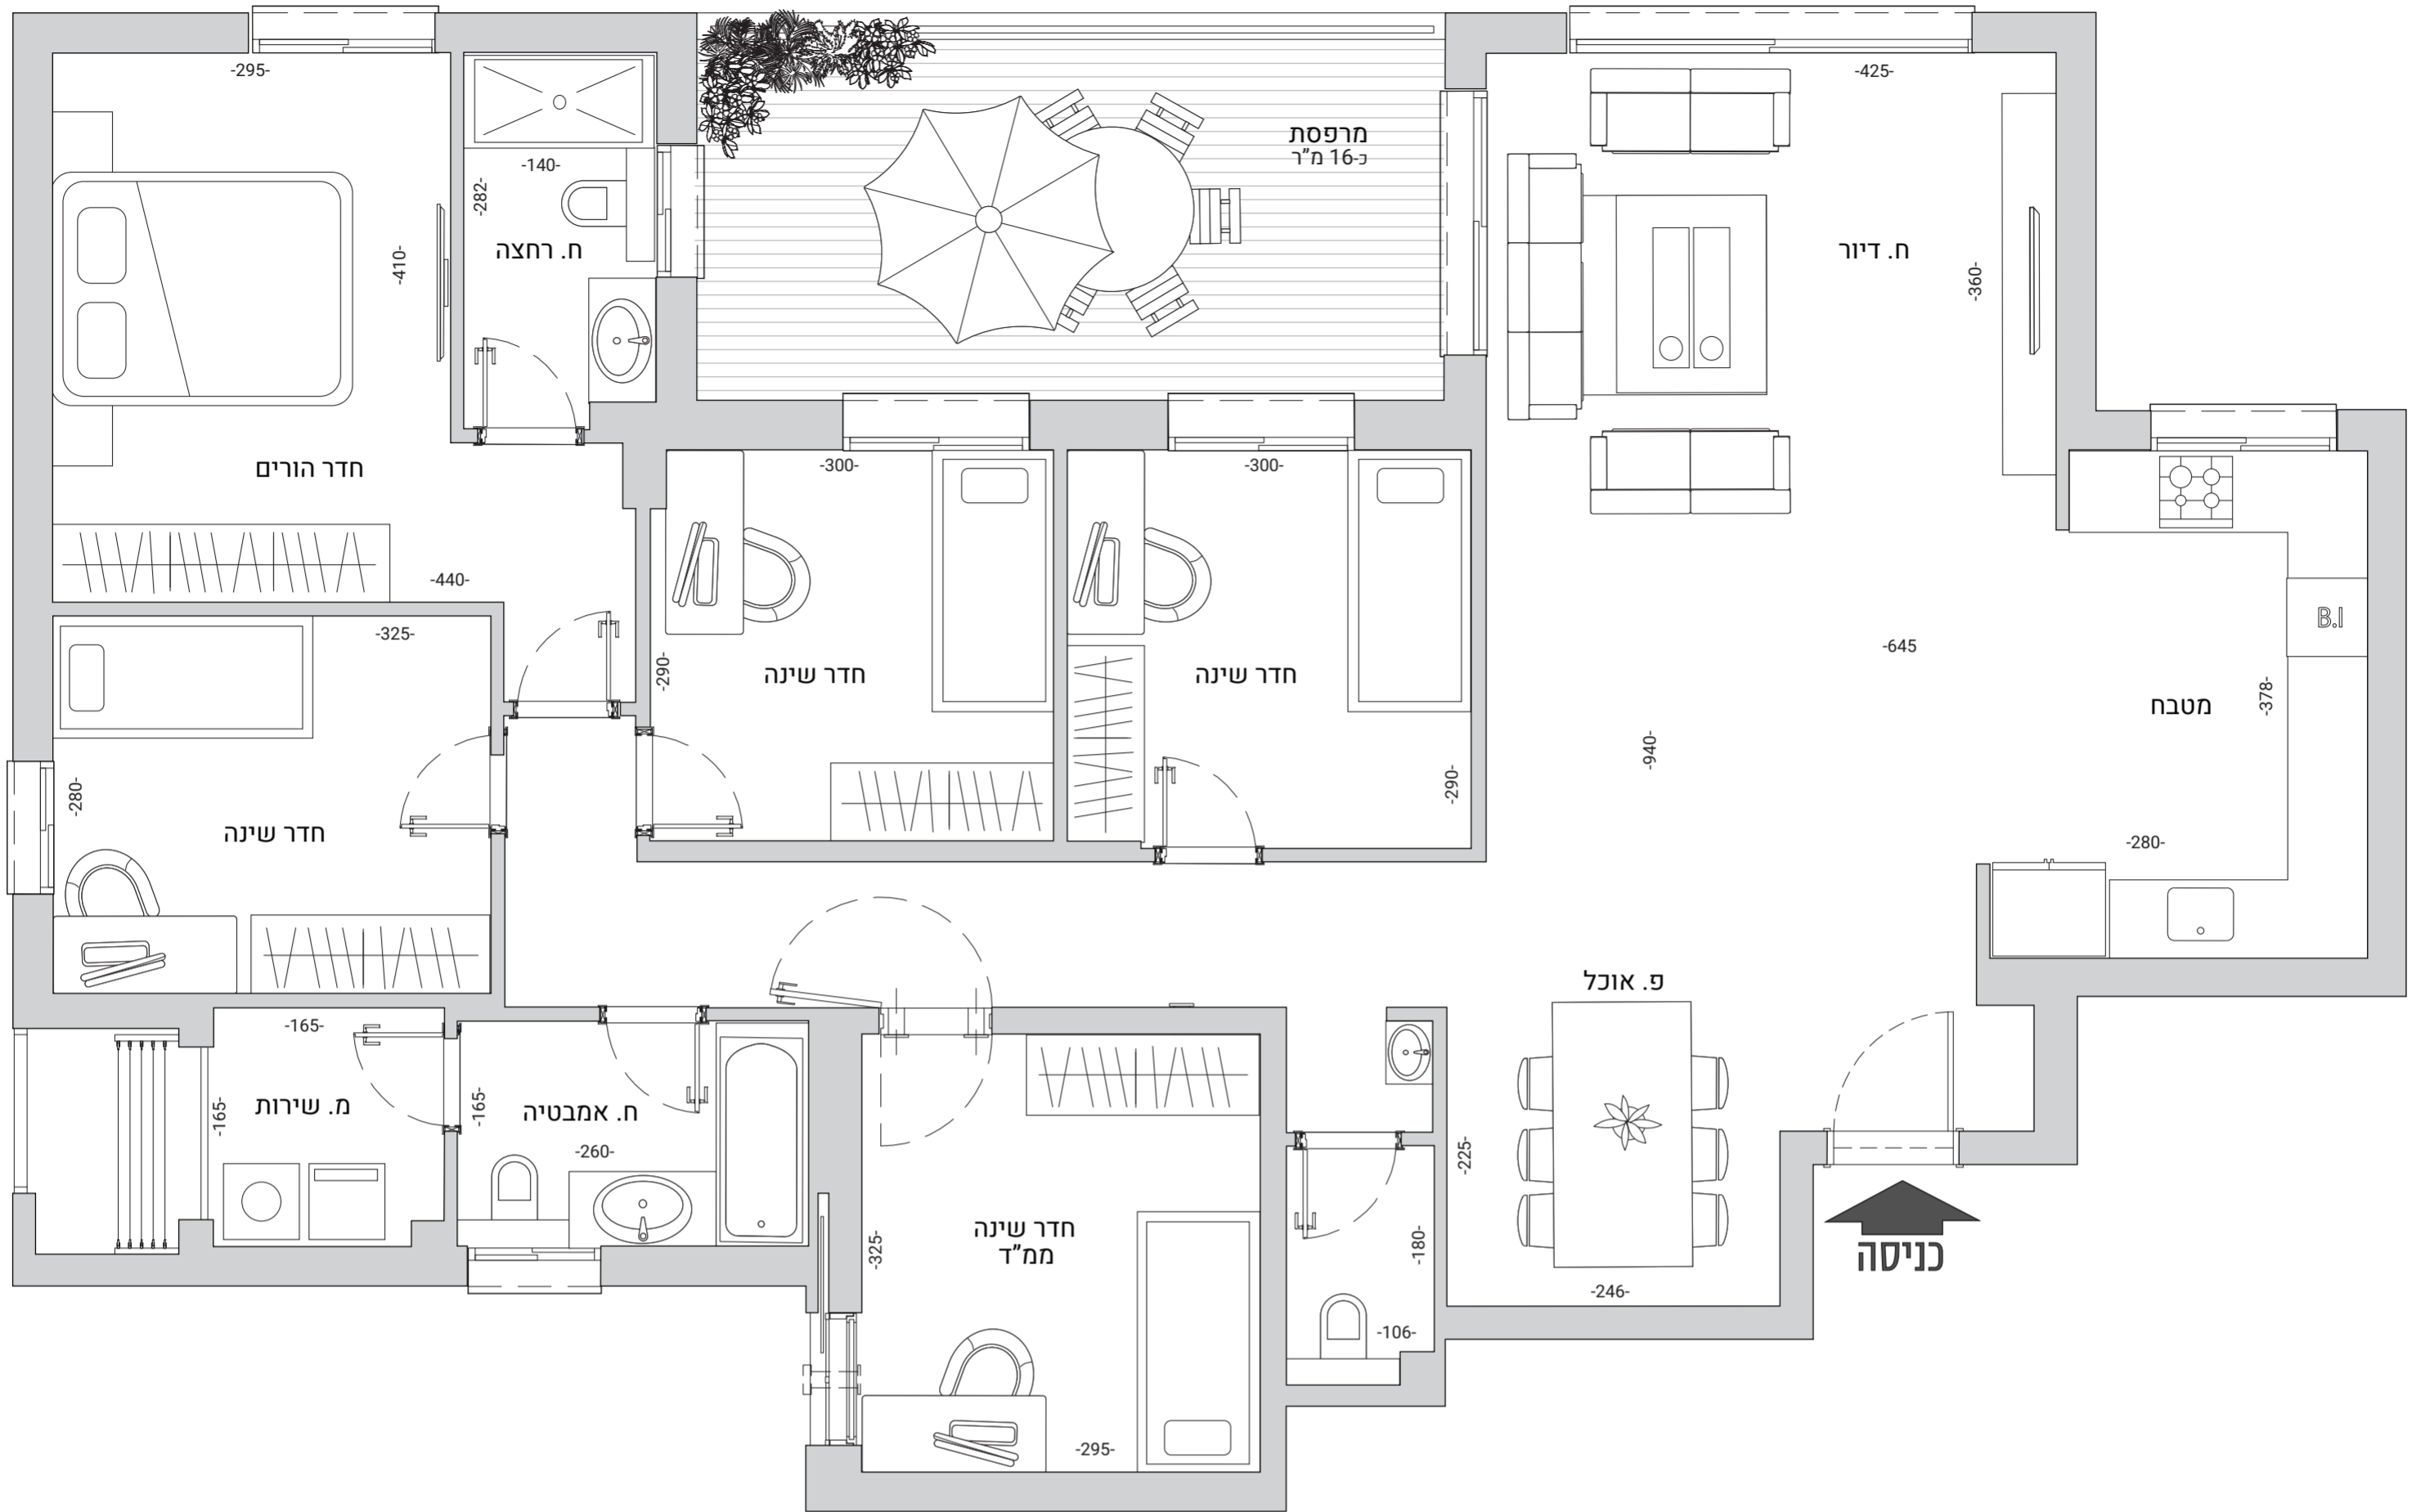 -295-
-425-
מרפסת
כ-16 מ"ר
-140-
-282-
ח. רחצה
ח. דיור
-410-
-360-
חדר הורים
-300-
-300-
-440-
-325-
B.I
-645
-290-
חדר שינה
חדר שינה
מטבח
-378-
-940-
-280-
-290-
חדר שינה
-280-
פ. אוכל
-165-
-165-
מ. שירות
-165-
ח. אמבטיה
-260-
-225-
חדר שינה
ממ"ד
-325-
-180-
כניסה
-246-
-106-
-295-